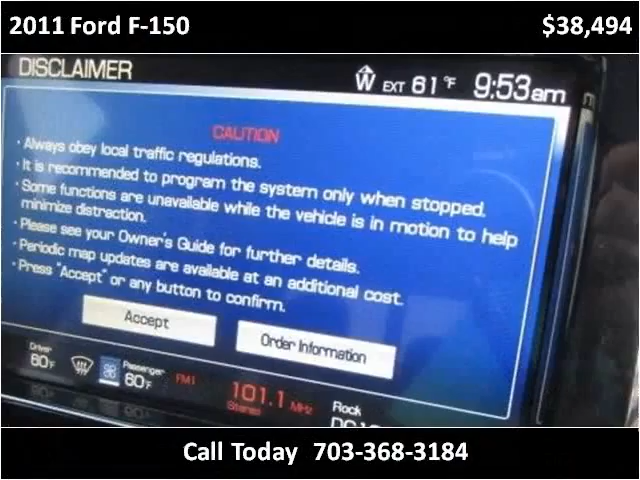 2011 Ford F-150 $38,494
DISCLAIMER W EXT 61°F 9:53am
CAUTION
· Always obey local traffic regulations.
· It is recommended to program the system only when stopped.
· Some functions are unavailable while the vehicle is in motion to help
minimize distraction.
· Please see your Owner's Guide for further details.
· Periodic map updates are available at an additional cost.
· Press "Accept" or any button to confirm.
Accept Order Information
Driver Passenger
60°F 60°F FM1 101.1 MHz Rock
Stereo
Call Today 703-368-3184